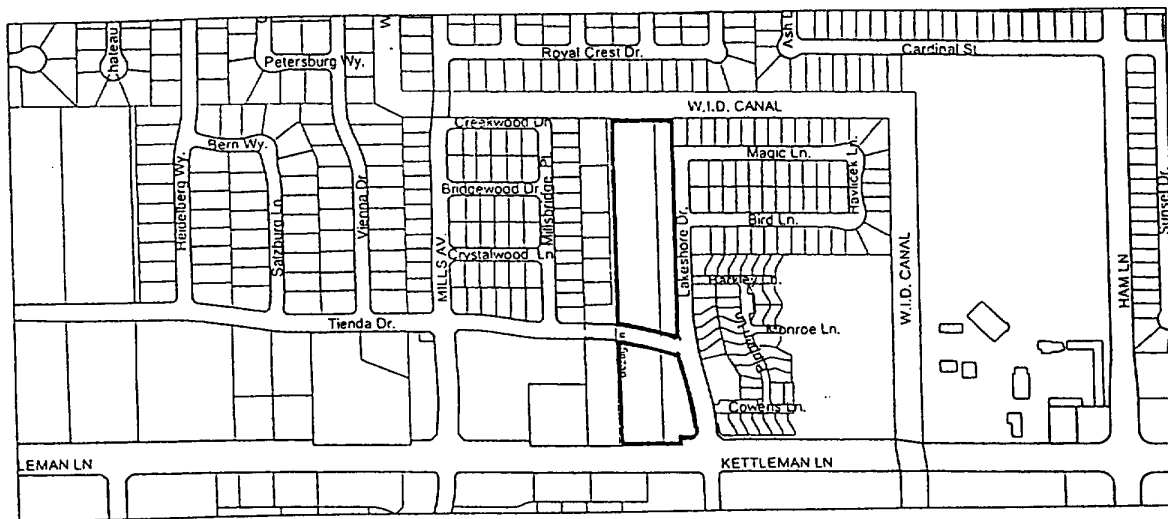 Chateau
Petersburg Wy.
Royal Crest Dr.
Ash
Cardinal St
W.I.D. CANAL
Heidelberg Wy.
Bern Wy.
Salzburg Ln.
Vienna Dr.
MILLS AV.
Creekwood Dr.
Bridgewood Dr.
Crystalwood Ln.
Millsbridge Pl.
Lakeshore Dr.
Magic Ln.
Bird Ln.
Havlicek Ln.
Barkley Ln.
Monroe Ln.
Cowens Ln.
W.I.D. CANAL
HAM LN
Sunset Dr.
Tienda Dr.
LEMAN LN
KETTLEMAN LN